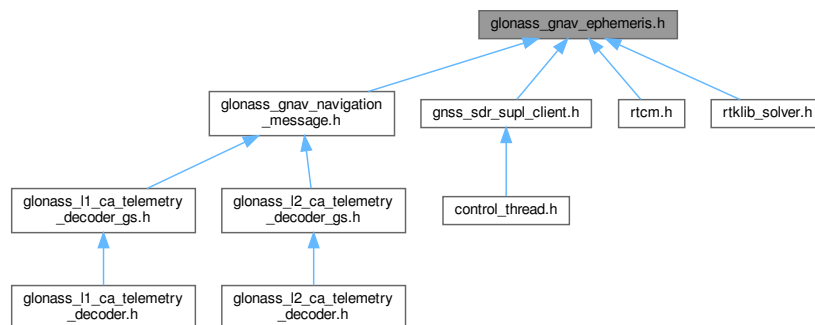 glonass_gnav_ephemeris.h
glonass_gnav_navigation
_message.h
gnss_sdr_supl_client.h
rtcm.h
rtklib_solver.h
glonass_l1_ca_telemetry
_decoder_gs.h
glonass_l2_ca_telemetry
_decoder_gs.h
control_thread.h
glonass_l1_ca_telemetry
_decoder.h
glonass_l2_ca_telemetry
_decoder.h